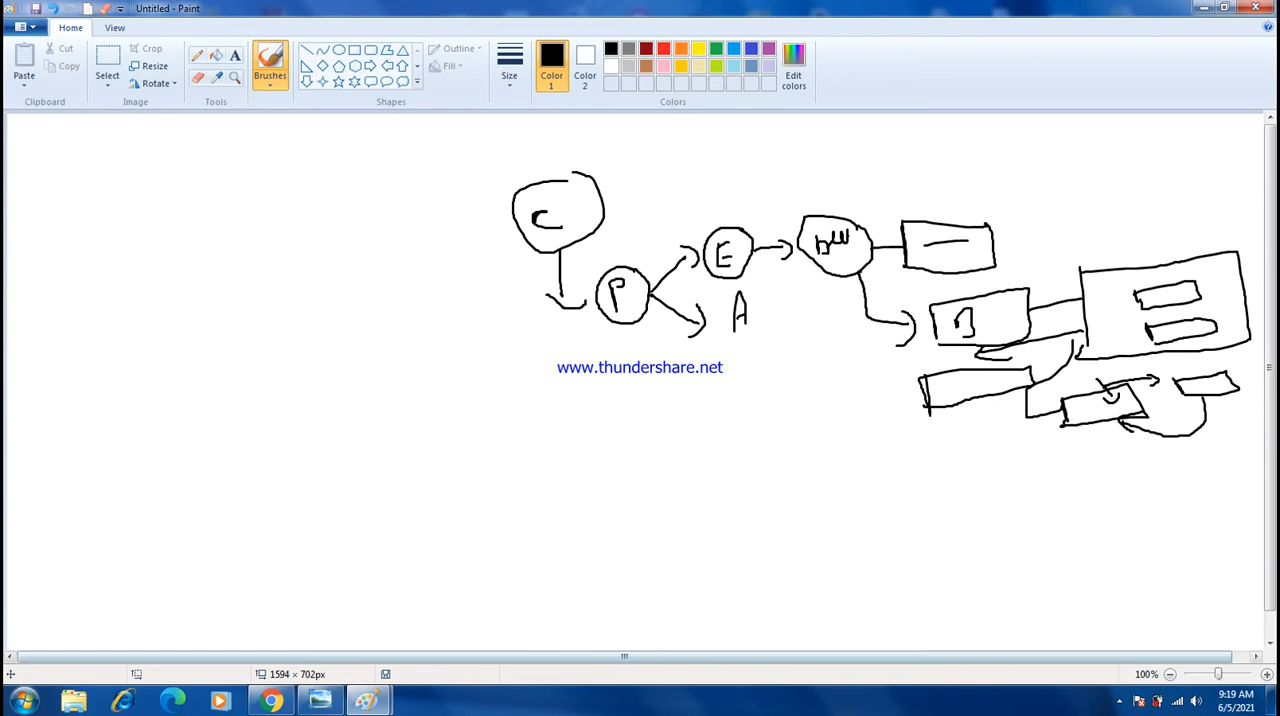 Untitled - Paint
Home
View
Paste
Cut
Copy
Clipboard
Select
Crop
Resize
Rotate
Image
Tools
Brushes
Shapes
Outline
Fill
Size
Color 1
Color 2
Edit colors
Colors
C
P
E
A
www.thundershare.net
1594 × 702px
100%
9:19 AM
6/5/2021